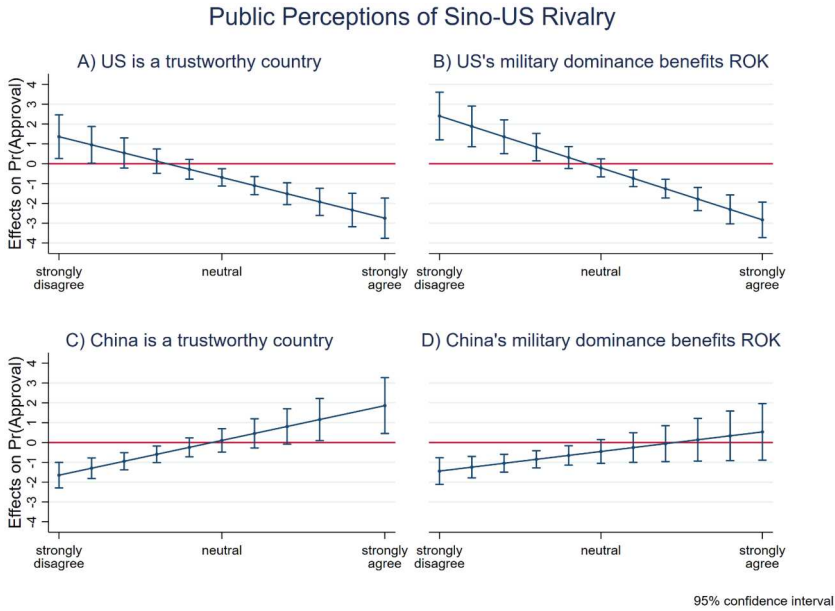 Public Perceptions of Sino-US Rivalry
A) US is a trustworthy country
B) US's military dominance benefits ROK
Effects on Pr(Approval)
4
3
2
1
0
-1
-2
-3
-4
strongly disagree
neutral
strongly agree
strongly disagree
neutral
strongly agree
C) China is a trustworthy country
D) China's military dominance benefits ROK
Effects on Pr(Approval)
4
3
2
1
0
-1
-2
-3
-4
strongly disagree
neutral
strongly agree
strongly disagree
neutral
strongly agree
95% confidence interval